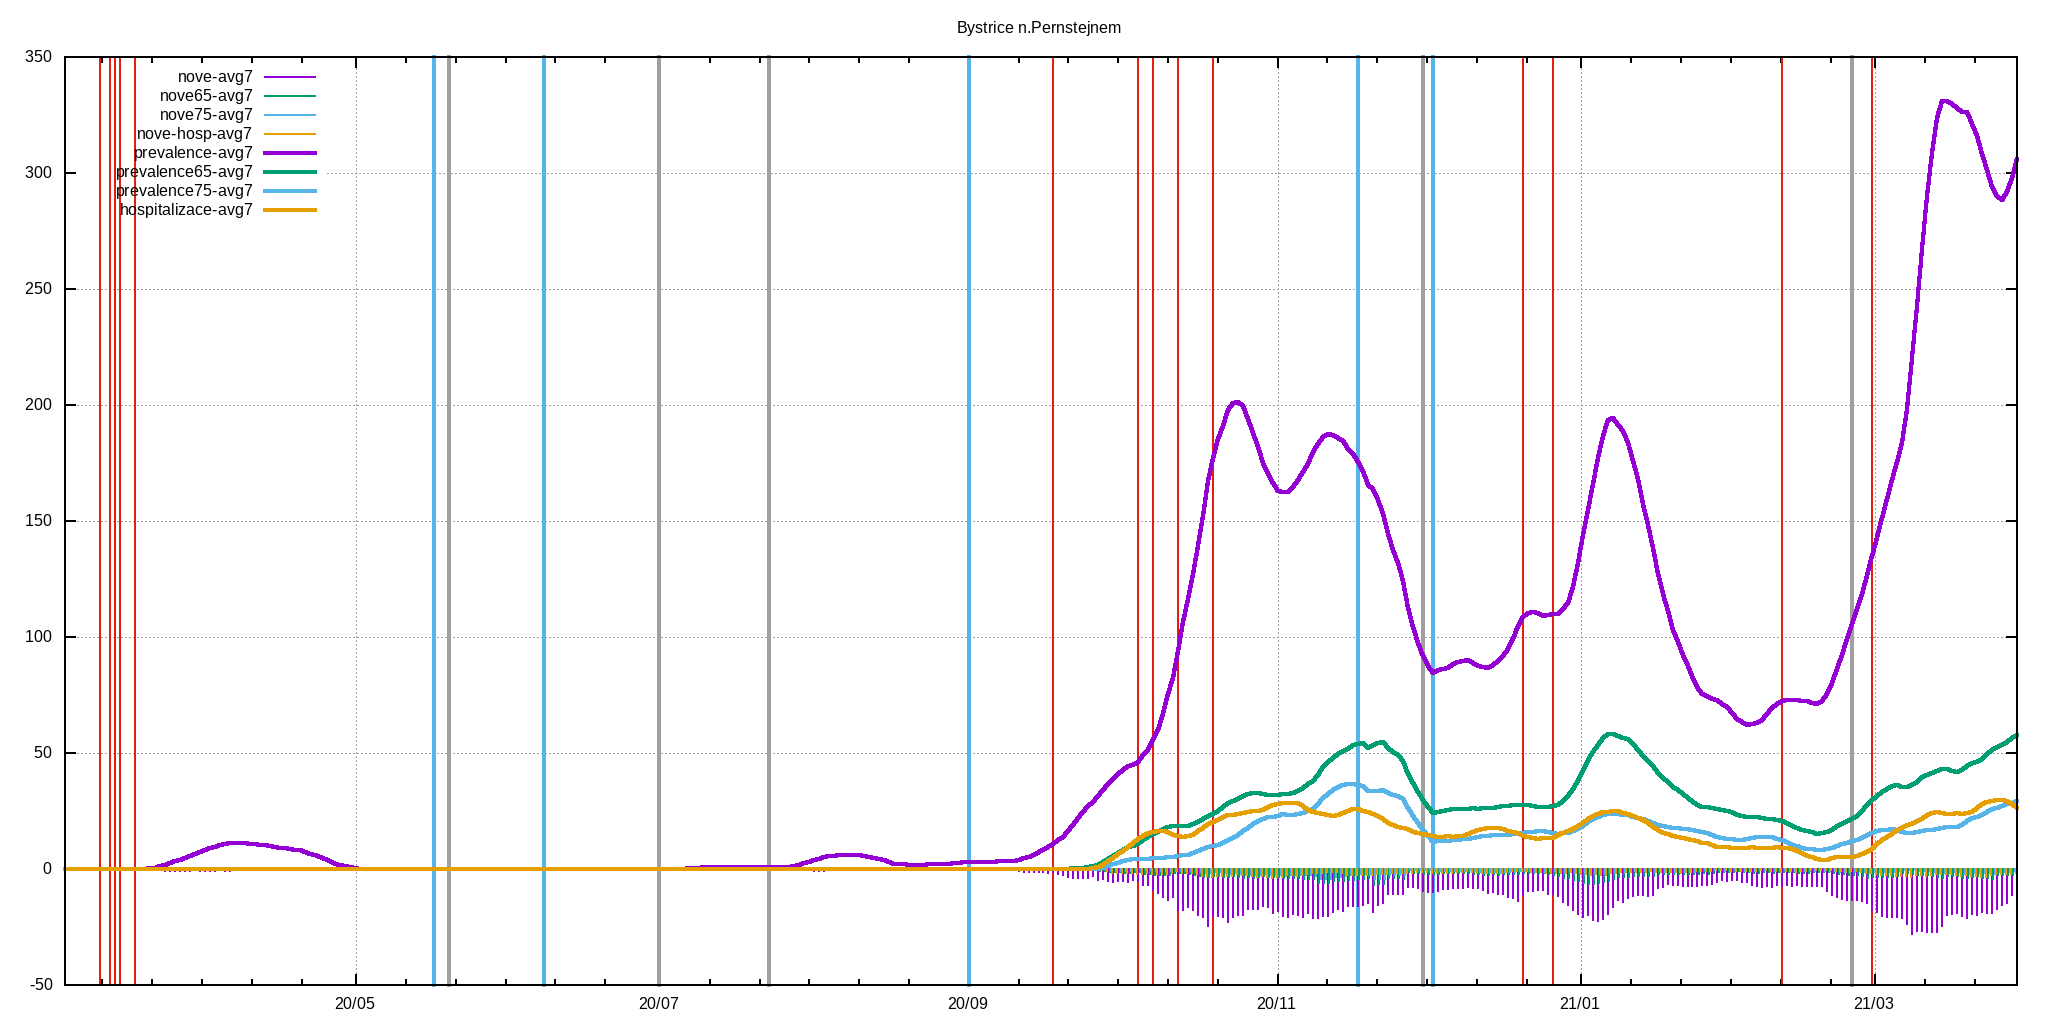 Bystrice n.Pernstejnem
350
300
250
200
150
100
50
0
-50
nove-avg7
nove65-avg7
nove75-avg7
nove-hosp-avg7
prevalence-avg7
prevalence65-avg7
prevalence75-avg7
hospitalizace-avg7
20/05
20/07
20/09
20/11
21/01
21/03